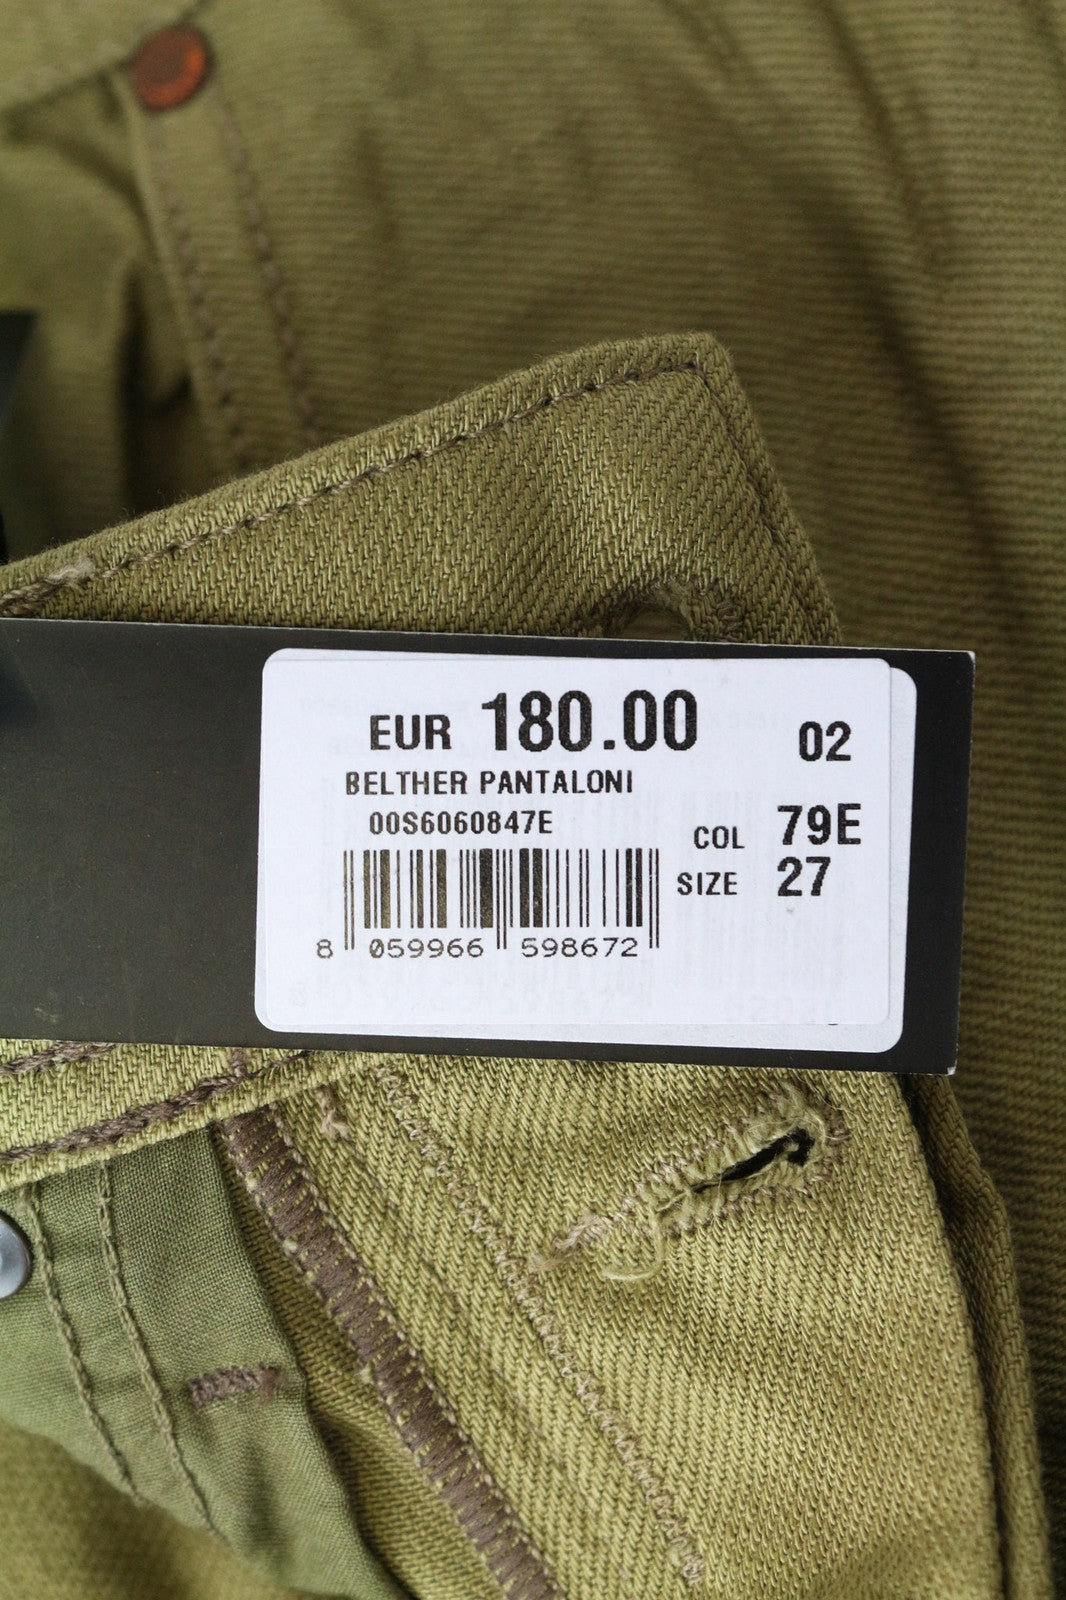 EUR 180.00
02
BELTHER PANTALONI
00S6060847E
COL 79E
SIZE 27
8 059966 598672